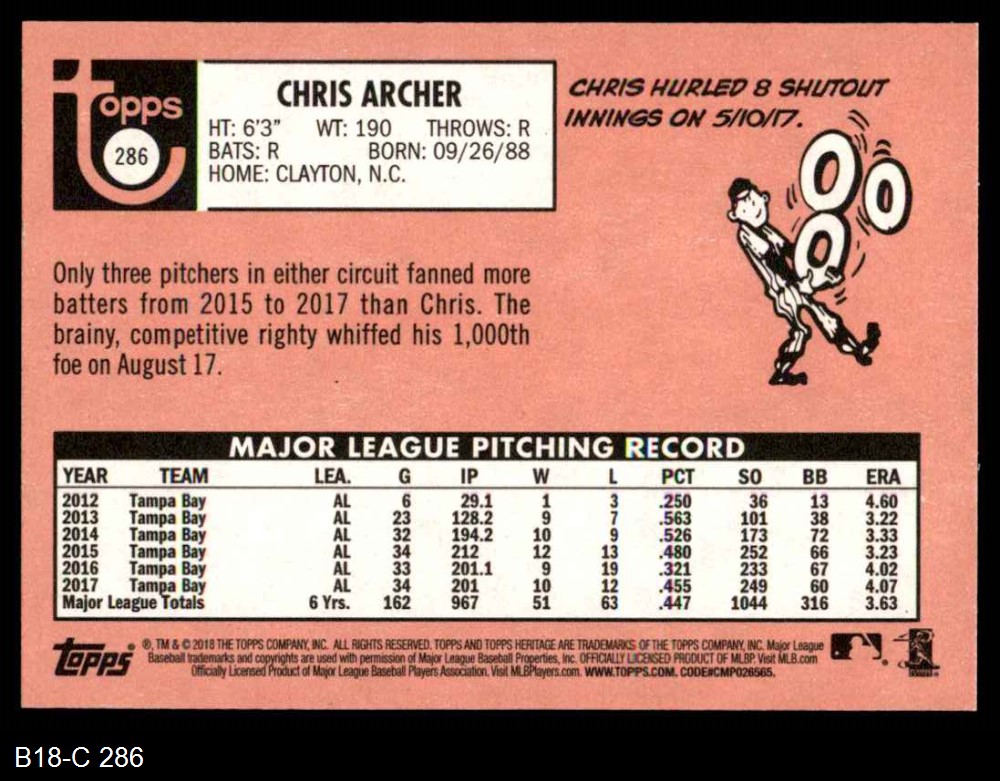 topps
286
CHRIS ARCHER
HT: 6'3" WT: 190 THROWS: R
BATS: R BORN: 09/26/88
HOME: CLAYTON, N.C.
CHRIS HURLED 8 SHUTOUT
INNINGS ON 5/10/17.
000
Only three pitchers in either circuit fanned more
batters from 2015 to 2017 than Chris. The
brainy, competitive righty whiffed his 1,000th
foe on August 17.
MAJOR LEAGUE PITCHING RECORD
YEAR TEAM LEA. G IP W L PCT SO BB ERA
2012 Tampa Bay AL 6 29.1 1 3 .250 36 13 4.60
2013 Tampa Bay AL 23 128.2 9 7 .563 101 38 3.22
2014 Tampa Bay AL 32 194.2 10 9 .526 173 72 3.33
2015 Tampa Bay AL 34 212 12 13 .480 252 66 3.23
2016 Tampa Bay AL 33 201.1 9 19 .321 233 67 4.02
2017 Tampa Bay AL 34 201 10 12 .455 249 60 4.07
Major League Totals 6 Yrs. 162 967 51 63 .447 1044 316 3.63
topps
®, TM & © 2018 THE TOPPS COMPANY, INC. ALL RIGHTS RESERVED. TOPPS AND TOPPS HERITAGE ARE TRADEMARKS OF THE TOPPS COMPANY, INC. Major League
Baseball trademarks and copyrights are used with permission of Major League Baseball Properties, Inc. OFFICIALLY LICENSED PRODUCT OF MLBP. Visit MLB.com
Officially Licensed Product of Major League Baseball Players Association. Visit MLBPlayers.com. WWW.TOPPS.COM. CODE#CMP026565.
B18-C 286